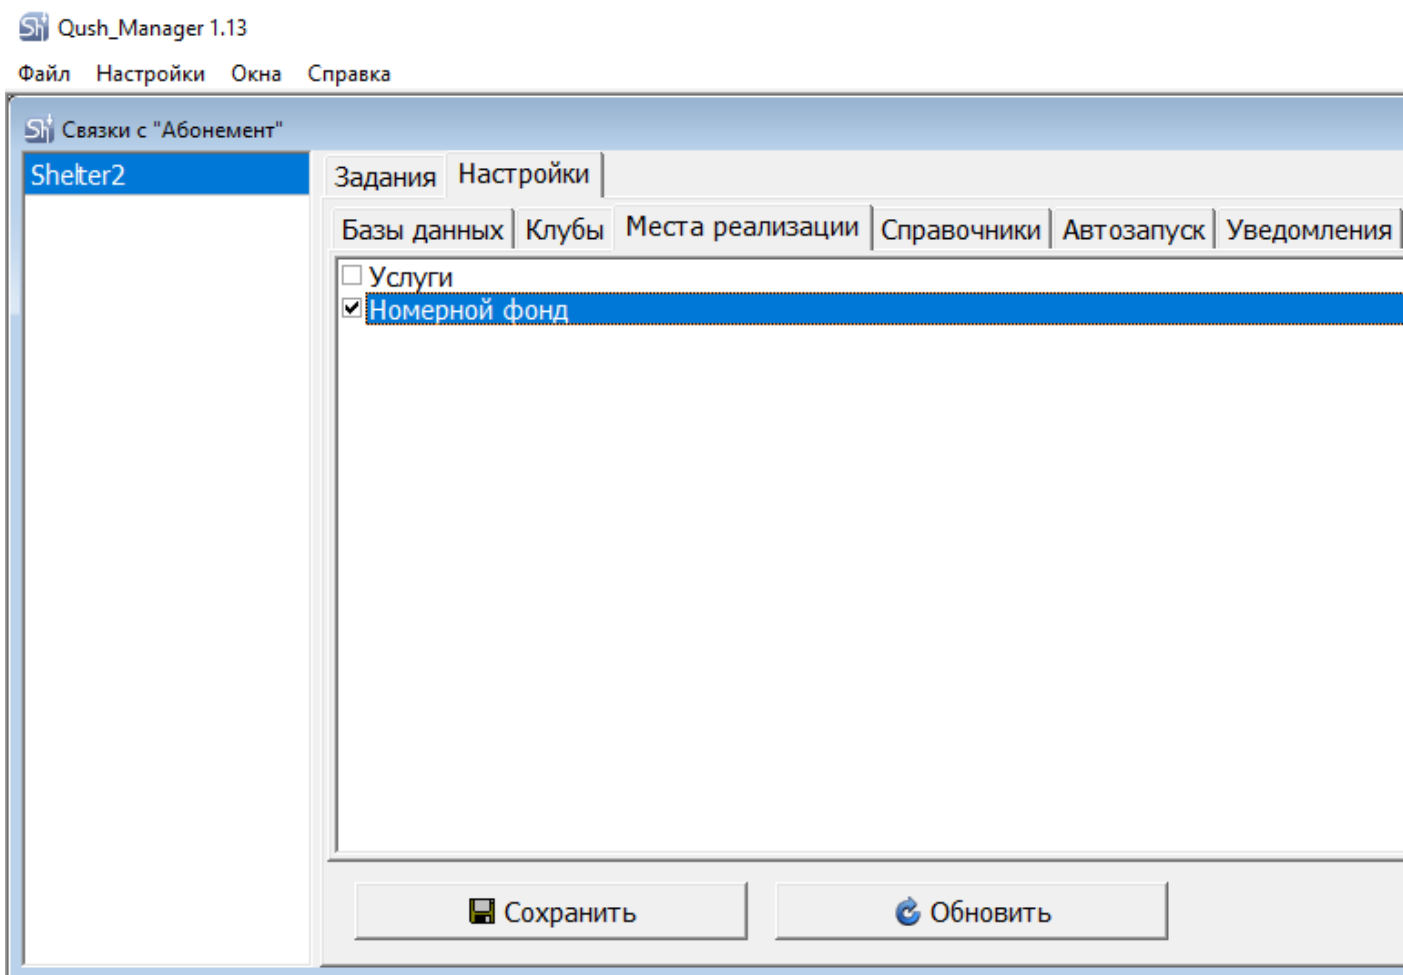 Qush_Manager 1.13
Файл Настройки Окна Справка
Связки с "Абонемент"
Shelter2
Задания Настройки
Базы данных Клубы Места реализации Справочники Автозапуск Уведомления
Услуги
Номерной фонд
Сохранить Обновить